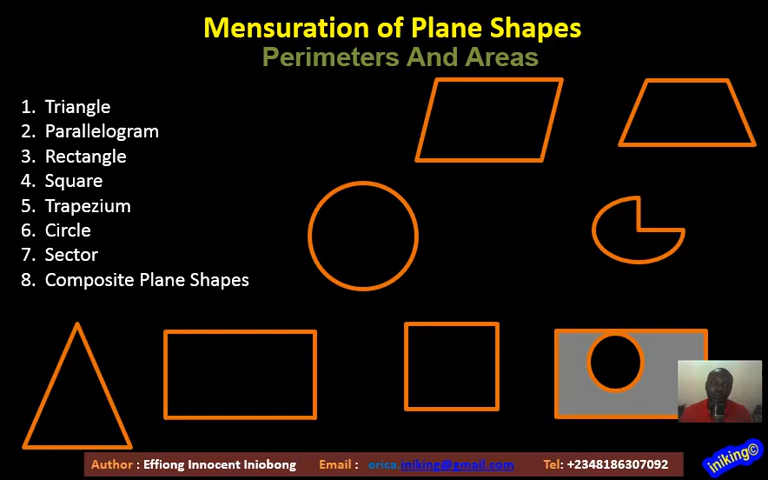 Mensuration of Plane Shapes
Perimeters And Areas
1. Triangle
2. Parallelogram
3. Rectangle
4. Square
5. Trapezium
6. Circle
7. Sector
8. Composite Plane Shapes
Author : Effiong Innocent Iniobong Email : erica.iniking@gmail.com Tel: +2348186307092
iniking©